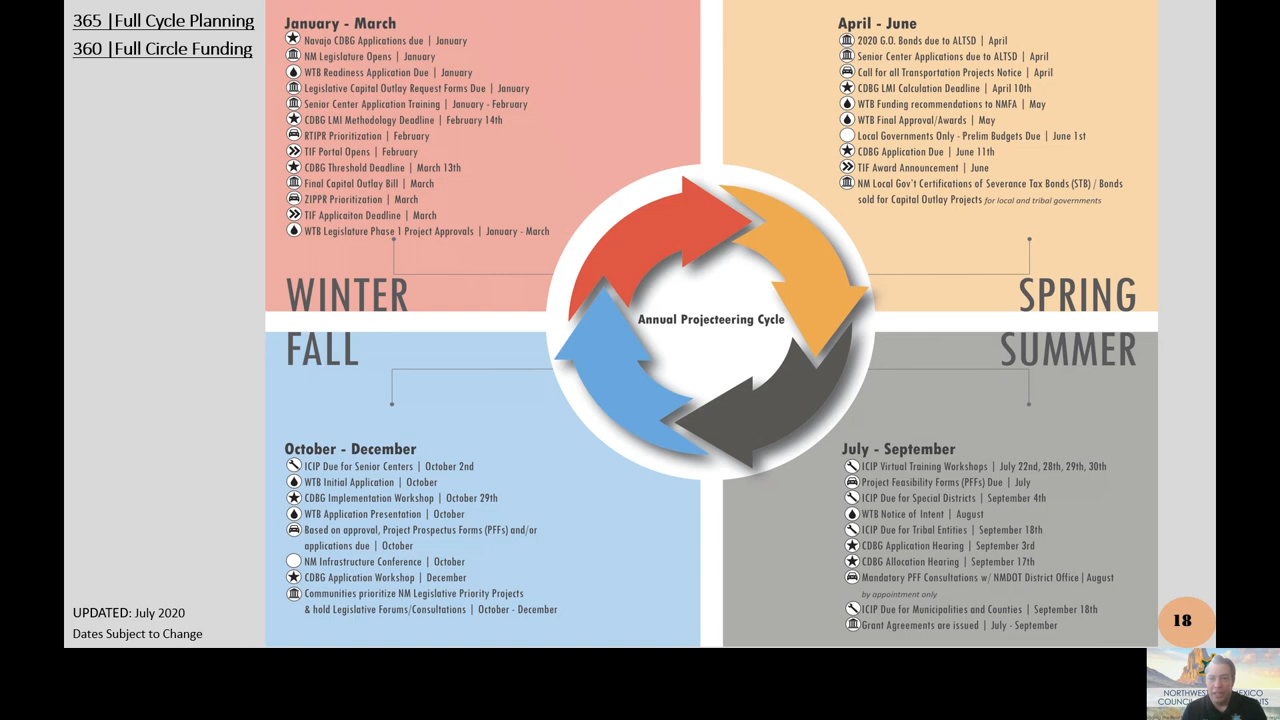 365 |Full Cycle Planning
360 |Full Circle Funding
January - March
Navajo CDBG Applications due | January
NM Legislature Opens | January
WTB Readiness Application Due | January
Legislative Capital Outlay Request Forms Due | January
Senior Center Application Training | January - February
CDBG LMI Methodology Deadline | February 14th
RTIPR Prioritization | February
TIF Portal Opens | February
CDBG Threshold Deadline | March 13th
Final Capital Outlay Bill | March
ZIPPR Prioritization | March
TIF Applicaiton Deadline | March
WTB Legislature Phase 1 Project Approvals | January - March
WINTER
April - June
2020 G.O. Bonds due to ALTSD | April
Senior Center Applications due to ALTSD | April
Call for all Transportation Projects Notice | April
CDBG LMI Calculation Deadline | April 10th
WTB Funding recommendations to NMFA | May
WTB Final Approval/Awards | May
Local Governments Only - Prelim Budgets Due | June 1st
CDBG Application Due | June 11th
TIF Award Announcement | June
NM Local Gov't Certifications of Severance Tax Bonds (STB) / Bonds
sold for Capital Outlay Projects for local and tribal governments
SPRING
Annual Projecteering Cycle
FALL
October - December
ICIP Due for Senior Centers | October 2nd
WTB Initial Application | October
CDBG Implementation Workshop | October 29th
WTB Application Presentation | October
Based on approval, Project Prospectus Forms (PFFs) and/or
applications due | October
NM Infrastructure Conference | October
CDBG Application Workshop | December
Communities prioritize NM Legislative Priority Projects
& hold Legislative Forums/Consultations | October - December
SUMMER
July - September
ICIP Virtual Training Workshops | July 22nd, 28th, 29th, 30th
Project Feasibility Forms (PFFs) Due | July
ICIP Due for Special Districts | September 4th
WTB Notice of Intent | August
ICIP Due for Tribal Entities | September 18th
CDBG Application Hearing | September 3rd
CDBG Allocation Hearing | September 17th
Mandatory PFF Consultations w/ NMDOT District Office | August
by appointment only
ICIP Due for Municipalities and Counties | September 18th
Grant Agreements are issued | July - September
UPDATED: July 2020
Dates Subject to Change
18
NORTHWEST